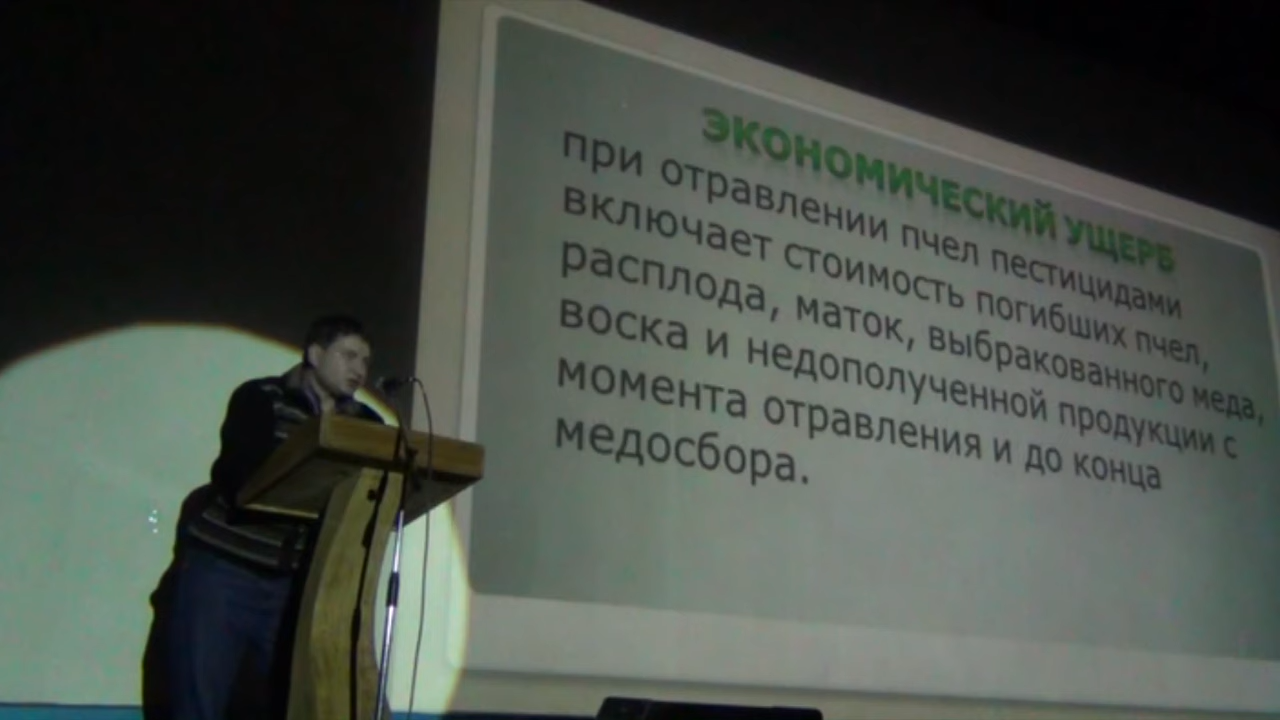 ЭКОНОМИЧЕСКИЙ УЩЕРБ
при отравлении пчел пестицидами
включает стоимость погибших пчел,
расплода, маток, выбракованного меда,
воска и недополученной продукции с
момента отравления и до конца
медосбора.